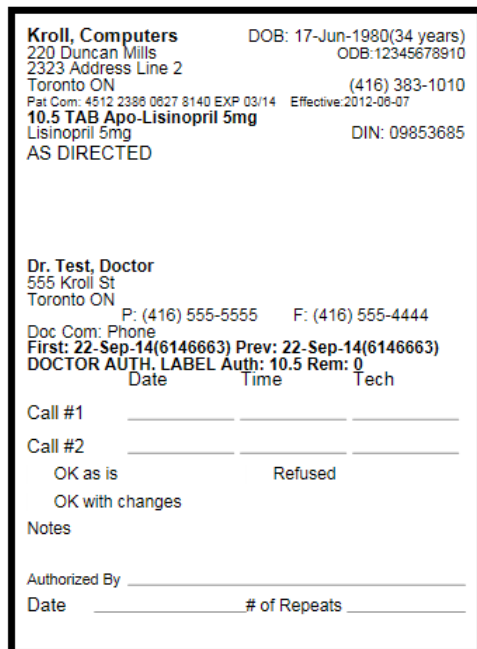 Kroll, Computers DOB: 17-Jun-1980(34 years)
220 Duncan Mills ODB:12345678910
2323 Address Line 2
Toronto ON (416) 383-1010
Pat Com: 4512 2386 0627 8140 EXP 03/14 Effective:2012-06-07
10.5 TAB Apo-Lisinopril 5mg
Lisinopril 5mg DIN: 09853685
AS DIRECTED
Dr. Test, Doctor
555 Kroll St
Toronto ON
P: (416) 555-5555 F: (416) 555-4444
Doc Com: Phone
First: 22-Sep-14(6146663) Prev: 22-Sep-14(6146663)
DOCTOR AUTH. LABEL Auth: 10.5 Rem: 0
Date Time Tech
Call #1
Call #2
OK as is Refused
OK with changes
Notes
Authorized By
Date # of Repeats